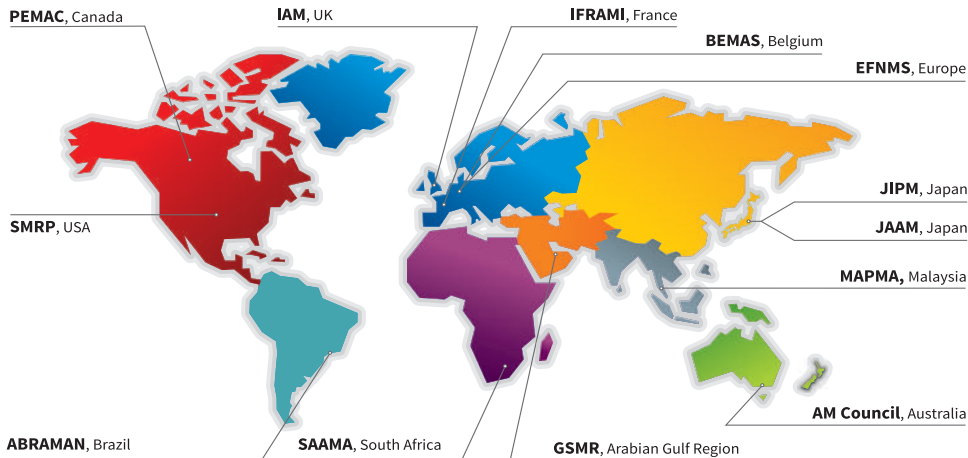 PEMAC, Canada
IAM, UK
IFRAMI, France
BEMAS, Belgium
EFNMS, Europe
JIPM, Japan
SMRP, USA
JAAM, Japan
MAPMA, Malaysia
AM Council, Australia
ABRAMAN, Brazil
SAAMA, South Africa
GSMR, Arabian Gulf Region